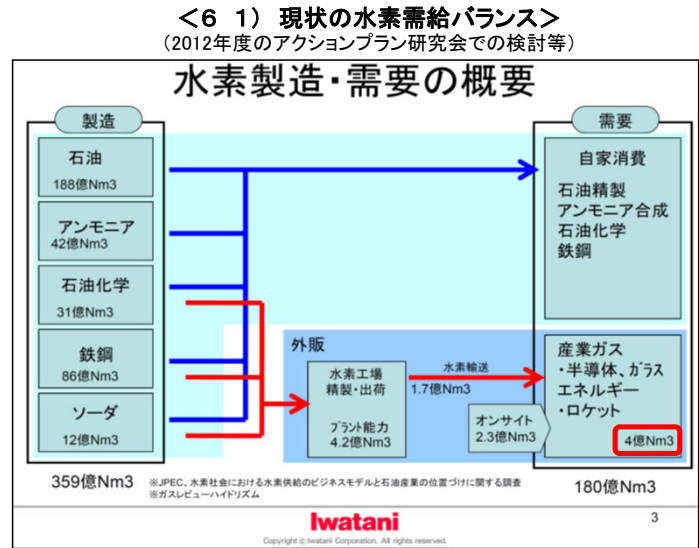 ＜６ １） 現状の水素需給バランス＞
（2012年度のアクションプラン研究会での検討等）
水素製造・需要の概要
製造
石油
188億Nm3
アンモニア
42億Nm3
石油化学
31億Nm3
鉄鋼
86億Nm3
ソーダ
12億Nm3
359億Nm3
外販
水素工場
精製・出荷
ﾌﾟﾗﾝﾄ能力
4.2億Nm3
水素輸送
1.7億Nm3
オンサイト
2.3億Nm3
需要
自家消費
石油精製
アンモニア合成
石油化学
鉄鋼
産業ガス
・半導体、ｶﾞﾗｽ
エネルギー
・ロケット
4億Nm3
180億Nm3
※JPEC、水素社会における水素供給のビジネスモデルと石油産業の位置づけに関する調査
※ガスレビューハイドリズム
Iwatani
3
Copyright © Iwatani Corporation. All rights reserved.